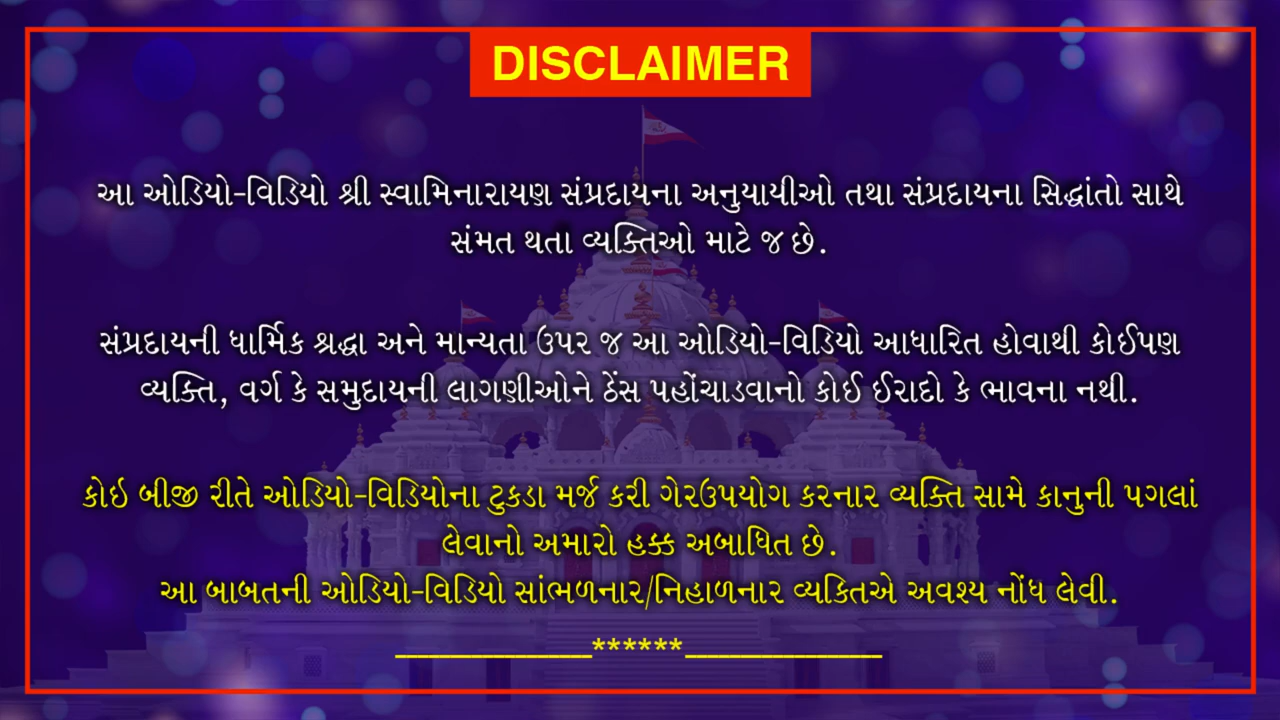 DISCLAIMER
આ ઓડિયો-વિડિયો શ્રી સ્વામિનારાયણ સંપ્રદાયના અનુયાયીઓ તથા સંપ્રદાયના સિદ્ધાંતો સાથે
સંમત થતા વ્યક્તિઓ માટે જ છે.
સંપ્રદાયની ધાર્મિક શ્રદ્ધા અને માન્યતા ઉપર જ આ ઓડિયો-વિડિયો આધારિત હોવાથી કોઈપણ
વ્યક્તિ, વર્ગ કે સમુદાયની લાગણીઓને ઠેંસ પહોંચાડવાનો કોઈ ઈરાદો કે ભાવના નથી.
કોઇ બીજી રીતે ઓડિયો-વિડિયોના ટુકડા મર્જ કરી ગેરઉપયોગ કરનાર વ્યક્તિ સામે કાનુની પગલાં
લેવાનો અમારો હક્ક અબાધિત છે.
આ બાબતની ઓડિયો-વિડિયો સાંભળનાર/નિહાળનાર વ્યકિતએ અવશ્ય નોંધ લેવી.
______________******______________